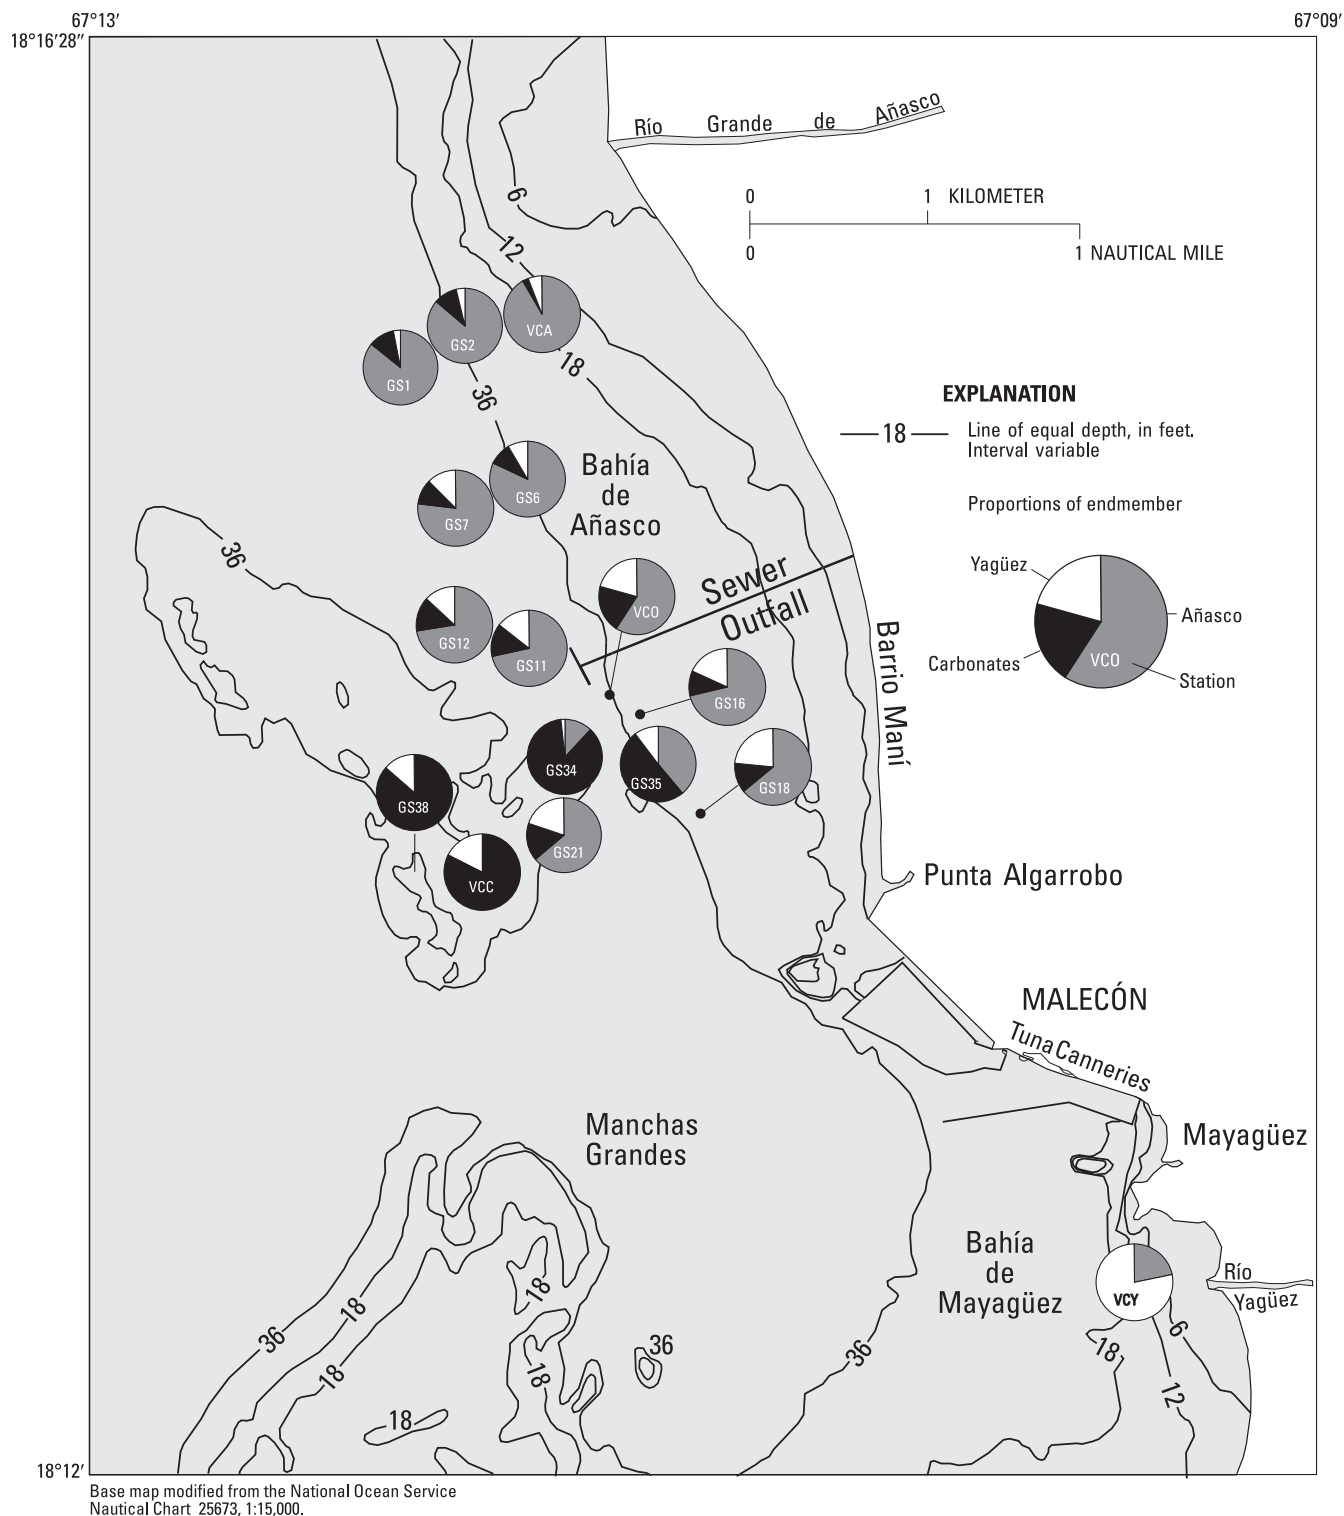 67°13′
67°09′
18°16′28″
Río Grande de Añasco
0 1 KILOMETER
0 1 NAUTICAL MILE
6
12
VCA
GS2
18
GS1
36
EXPLANATION
18
Line of equal depth, in feet.
Interval variable
Proportions of endmember
Yagüez
Añasco
Carbonates
VCO
Station
Bahía
de
Añasco
GS6
GS7
36
Sewer
Outfall
VCO
GS12
GS11
Barrio Maní
GS16
GS34
GS35
GS18
GS38
GS21
VCC
Punta Algarrobo
MALECÓN
Tuna Canneries
Manchas
Grandes
Mayagüez
Bahía
de
Mayagüez
Río
Yagüez
VCY
18
18
36
18
36
36
18
6
18
12
18
18°12′
Base map modified from the National Ocean Service
Nautical Chart 25673, 1:15,000.